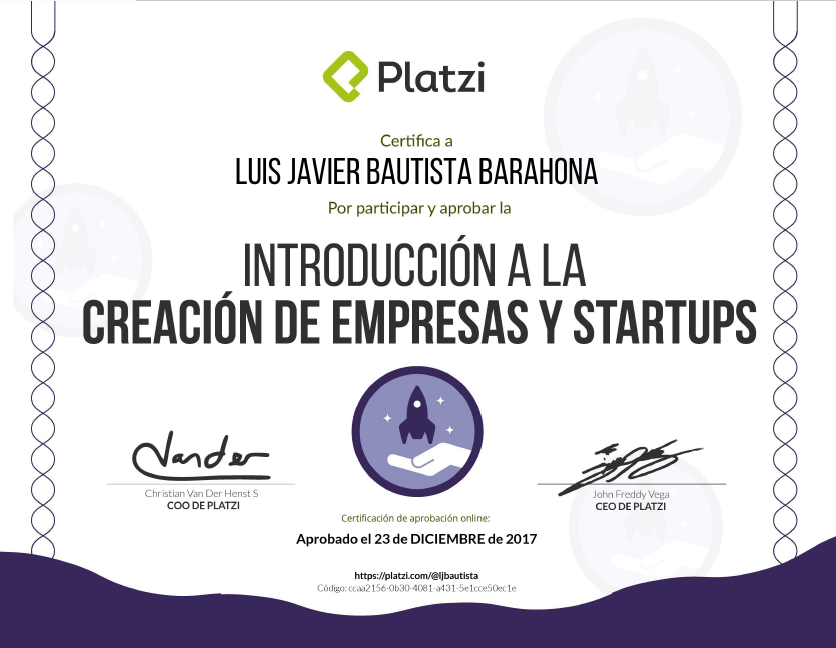 Platzi
Certifica a
LUIS JAVIER BAUTISTA BARAHONA
Por participar y aprobar la
INTRODUCCIÓN A LA
CREACIÓN DE EMPRESAS Y STARTUPS
Vander
Christian Van Der Henst S
COO DE PLATZI
John Freddy Vega
CEO DE PLATZI
Certificación de aprobación online:
Aprobado el 23 de DICIEMBRE de 2017
https://platzi.com/@ljbautista
Código: ccaa2156-0b30-4081-a431-5e1cce50ec1e